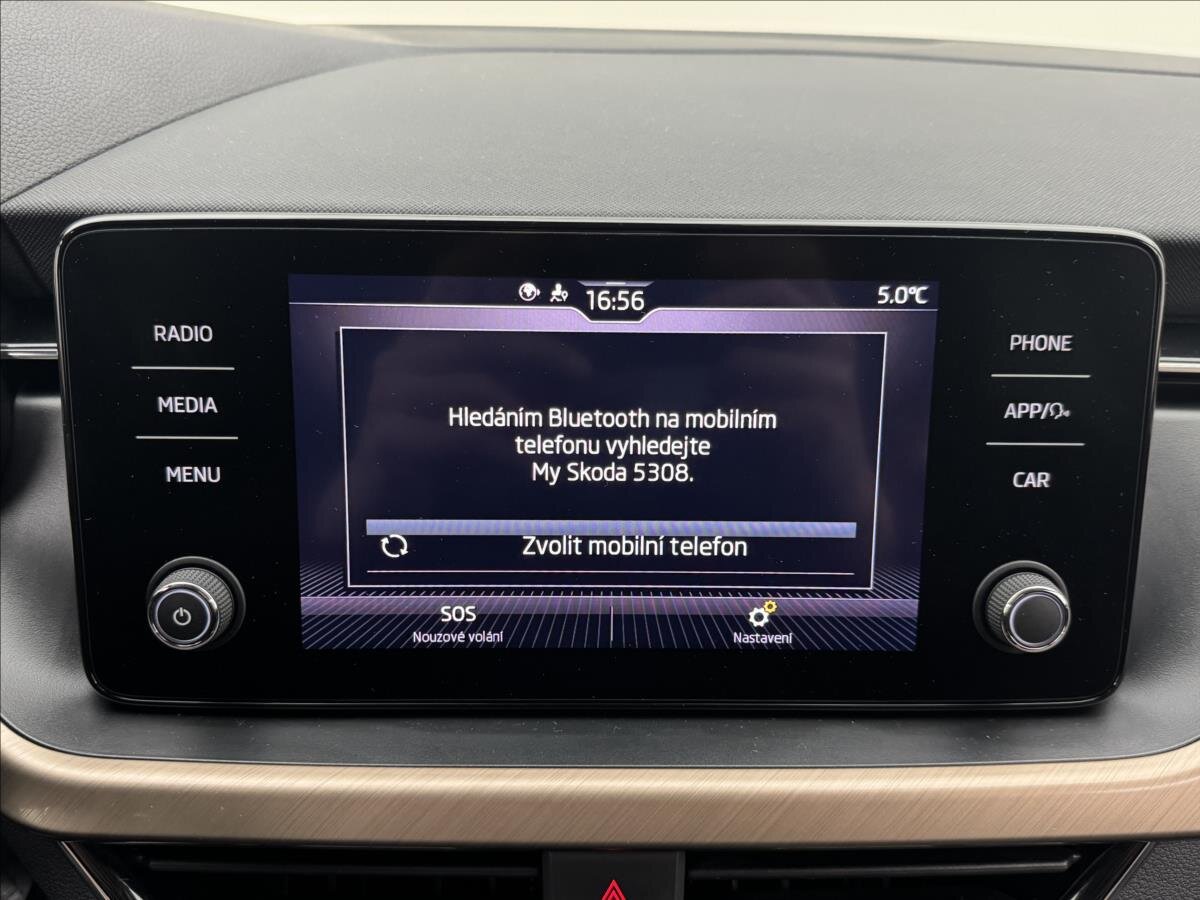 16:56
5.0°C
RADIO
MEDIA
MENU
Hledáním Bluetooth na mobilním
telefonu vyhledejte
My Skoda 5308.
Zvolit mobilní telefon
SOS
Nouzové volání
Nastavení
PHONE
APP/
CAR